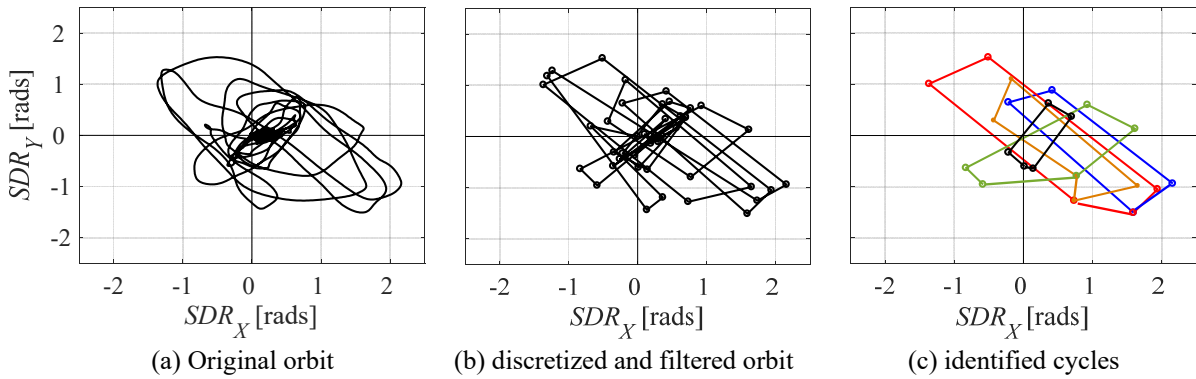 2
1
0
-1
-2
SDR_Y [rads]
-2 -1 0 1 2
-2 -1 0 1 2
-2 -1 0 1 2
SDR_X [rads]
SDR_X [rads]
SDR_X [rads]
(a) Original orbit
(b) discretized and filtered orbit
(c) identified cycles